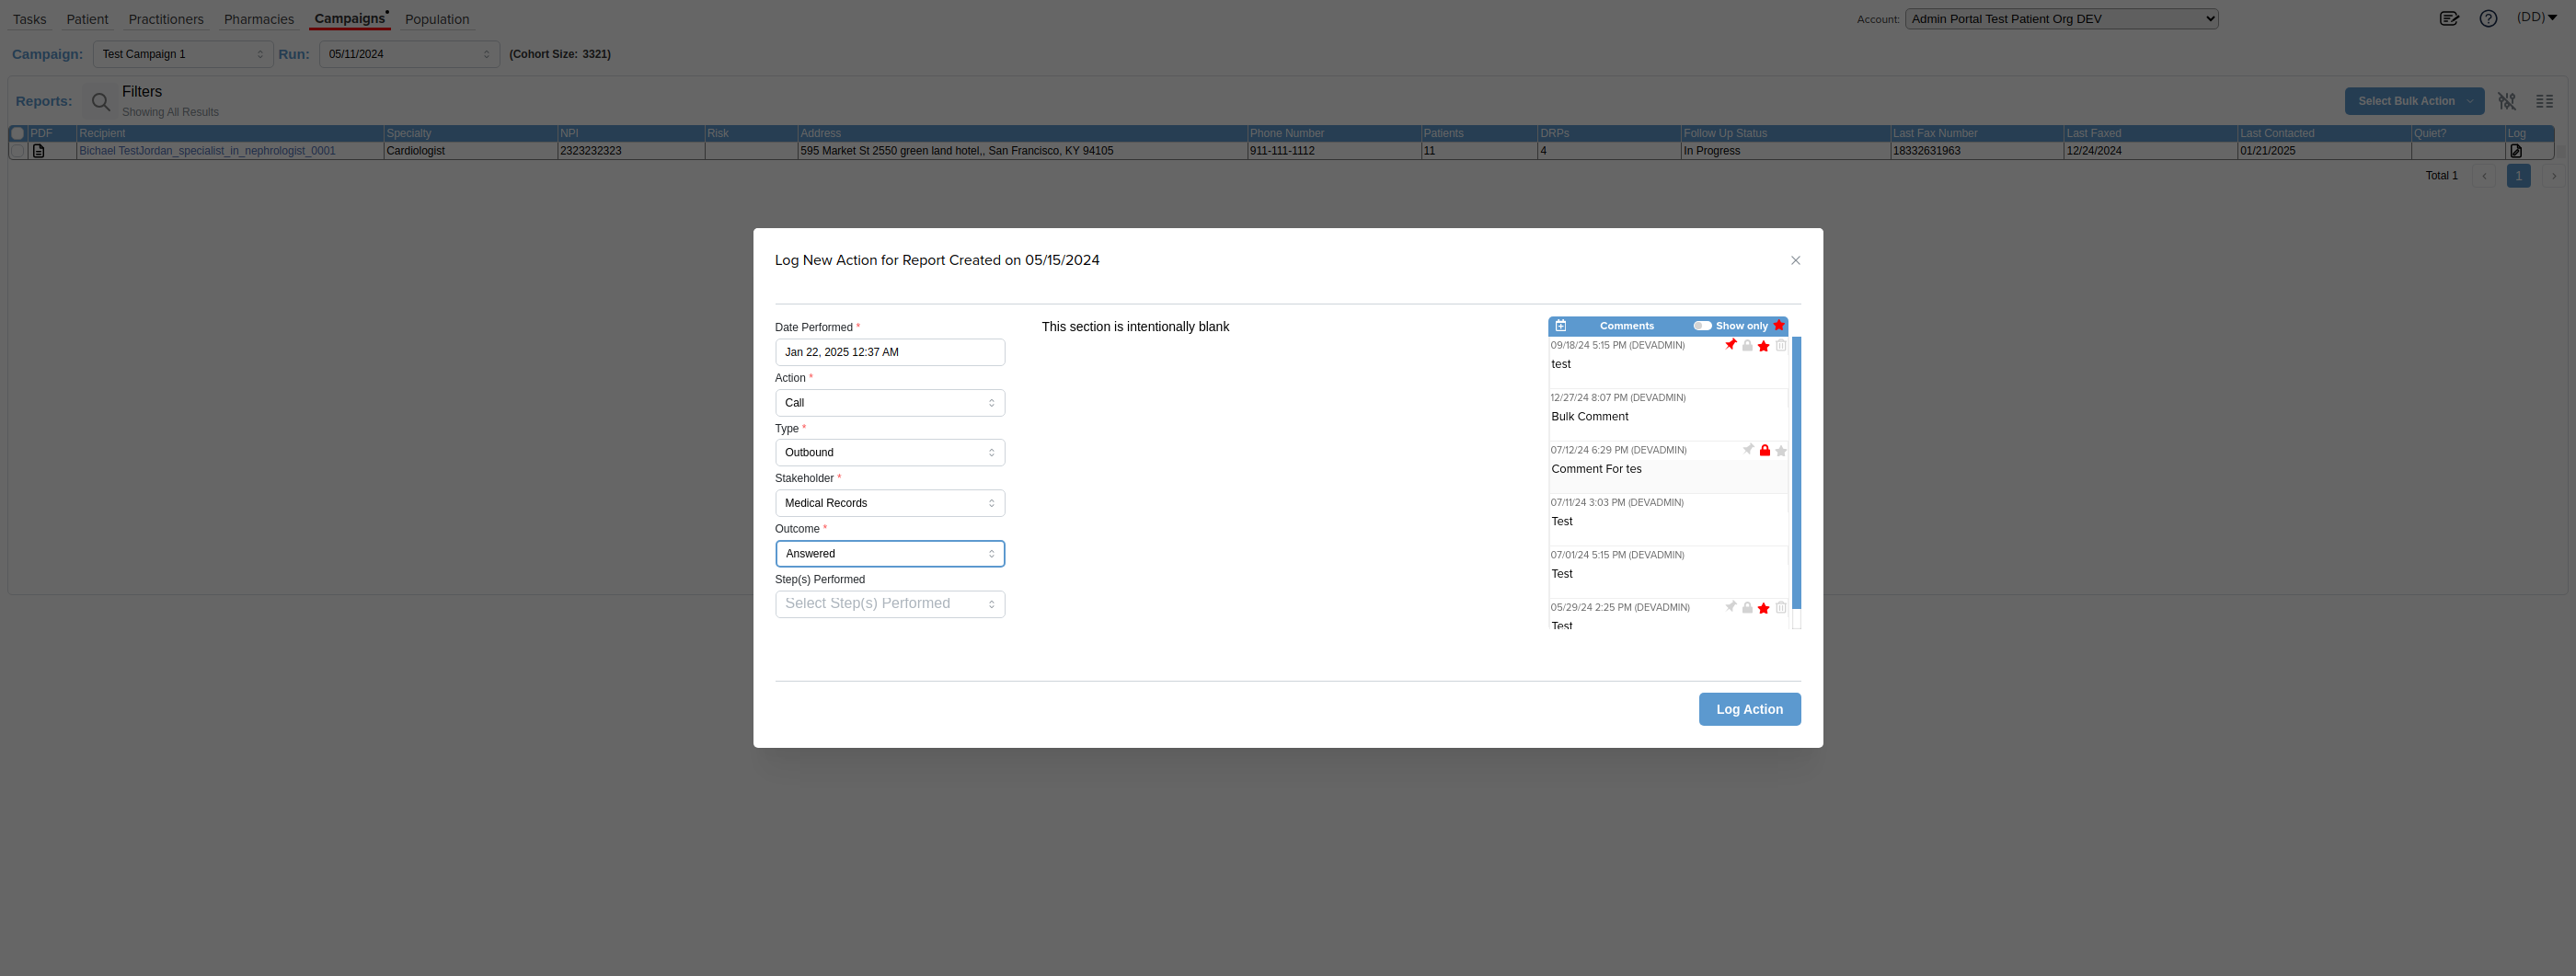 Tasks Patient Practitioners Pharmacies Campaigns Population Account: Admin Portal Test Patient Org DEV (DD)
Campaign: Test Campaign 1 Run: 05/11/2024 (Cohort Size: 3321)
Reports: Filters Select Bulk Action
Showing All Results
PDF Recipient Specialty NPI Risk Address Phone Number Patients DRPs Follow Up Status Last Fax Number Last Faxed Last Contacted Quiet? Log
Bichael TestJordan_specialist_in_nephrologist_0001 Cardiologist 2323232323 595 Market St 2550 green land hotel,, San Francisco, KY 94105 911-111-1112 11 4 In Progress 18332631963 12/24/2024 01/21/2025
Total 1 1
Log New Action for Report Created on 05/15/2024
Date Performed *
Jan 22, 2025 12:37 AM
Action *
Call
Type *
Outbound
Stakeholder *
Medical Records
Outcome *
Answered
Step(s) Performed
Select Step(s) Performed
This section is intentionally blank
Comments Show only
09/18/24 5:15 PM (DEVADMIN)
test
12/27/24 8:07 PM (DEVADMIN)
Bulk Comment
07/12/24 6:29 PM (DEVADMIN)
Comment For tes
07/11/24 3:03 PM (DEVADMIN)
Test
07/01/24 5:15 PM (DEVADMIN)
Test
05/29/24 2:25 PM (DEVADMIN)
Test
Log Action